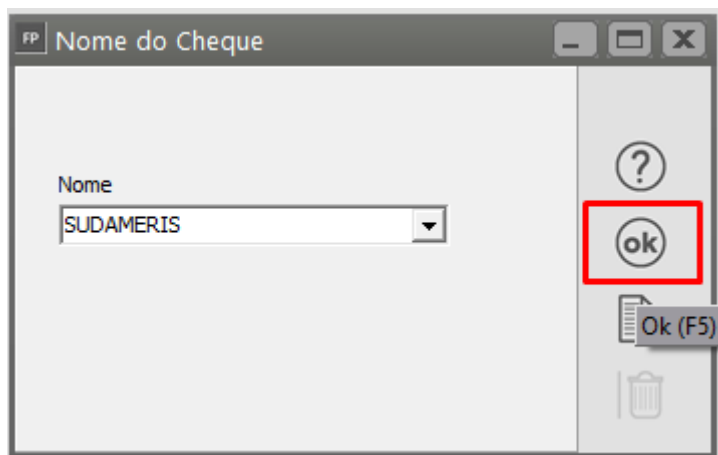 FP Nome do Cheque
Nome
SUDAMERIS
?
ok
Ok (F5)